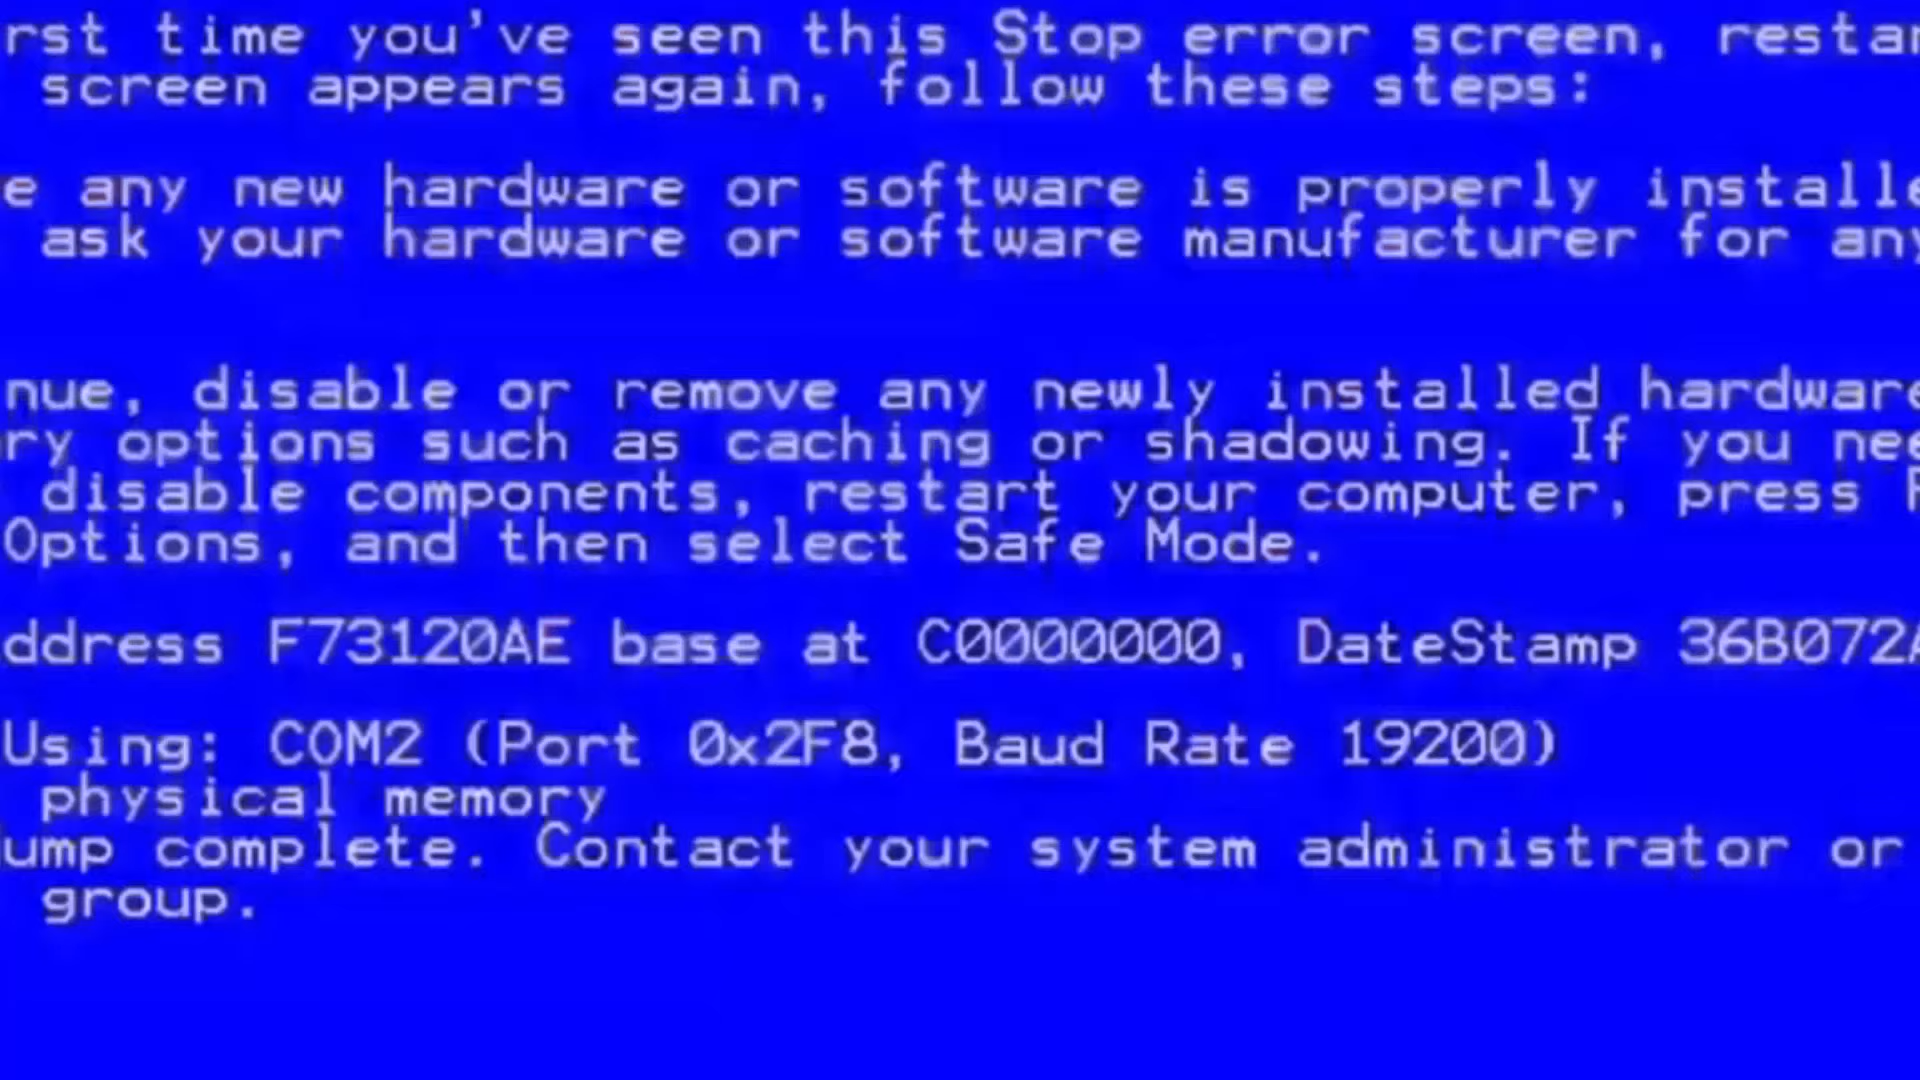 rst time you've seen this Stop error screen, restar
screen appears again, follow these steps:
e any new hardware or software is properly installe
ask your hardware or software manufacturer for any
nue, disable or remove any newly installed hardware
ry options such as caching or shadowing. If you nee
disable components, restart your computer, press F
Options, and then select Safe Mode.
ddress F73120AE base at C0000000, DateStamp 36B072A
Using: COM2 (Port 0x2F8, Baud Rate 19200)
physical memory
ump complete. Contact your system administrator or
group.